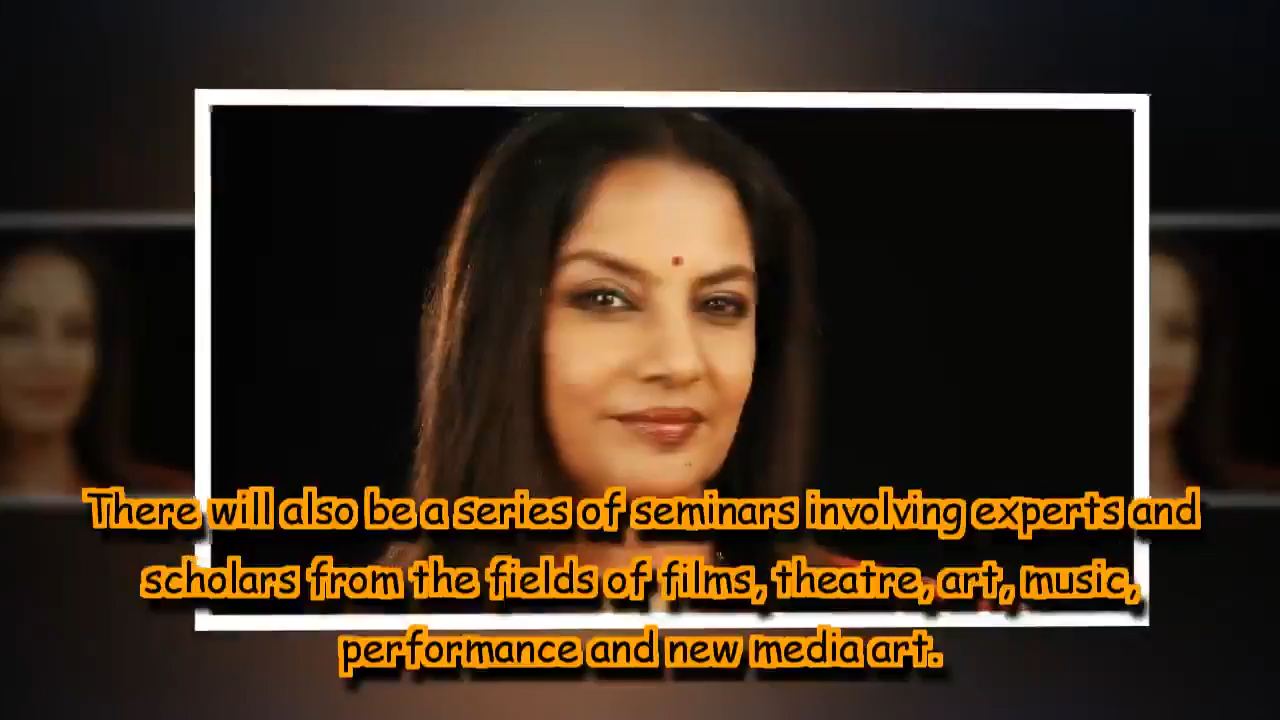 There will also be a series of seminars involving experts and
scholars from the fields of films, theatre, art, music,
performance and new media art.